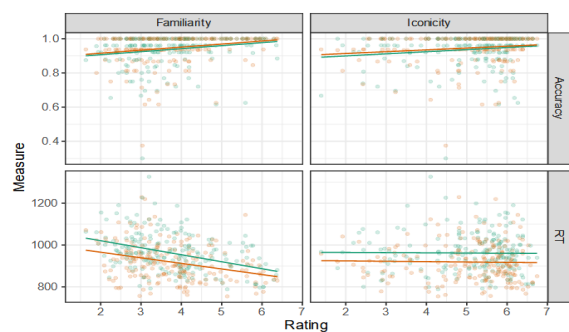 Familiarity Iconicity
1.0
0.8
0.6
0.4
Accuracy
Measure
1200
1000
800
RT
2 3 4 5 6 7 2 3 4 5 6 7
Rating